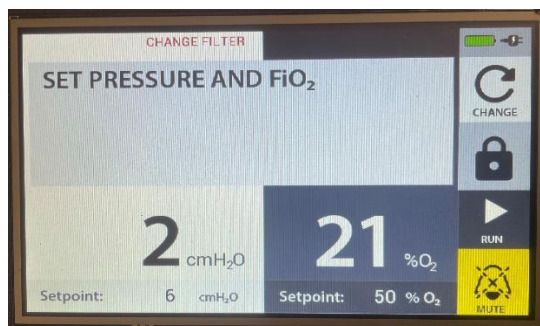 CHANGE FILTER
SET PRESSURE AND FiO₂
CHANGE
2 cmH₂O
21 %O₂
RUN
Setpoint: 6 cmH₂O
Setpoint: 50 % O₂
MUTE